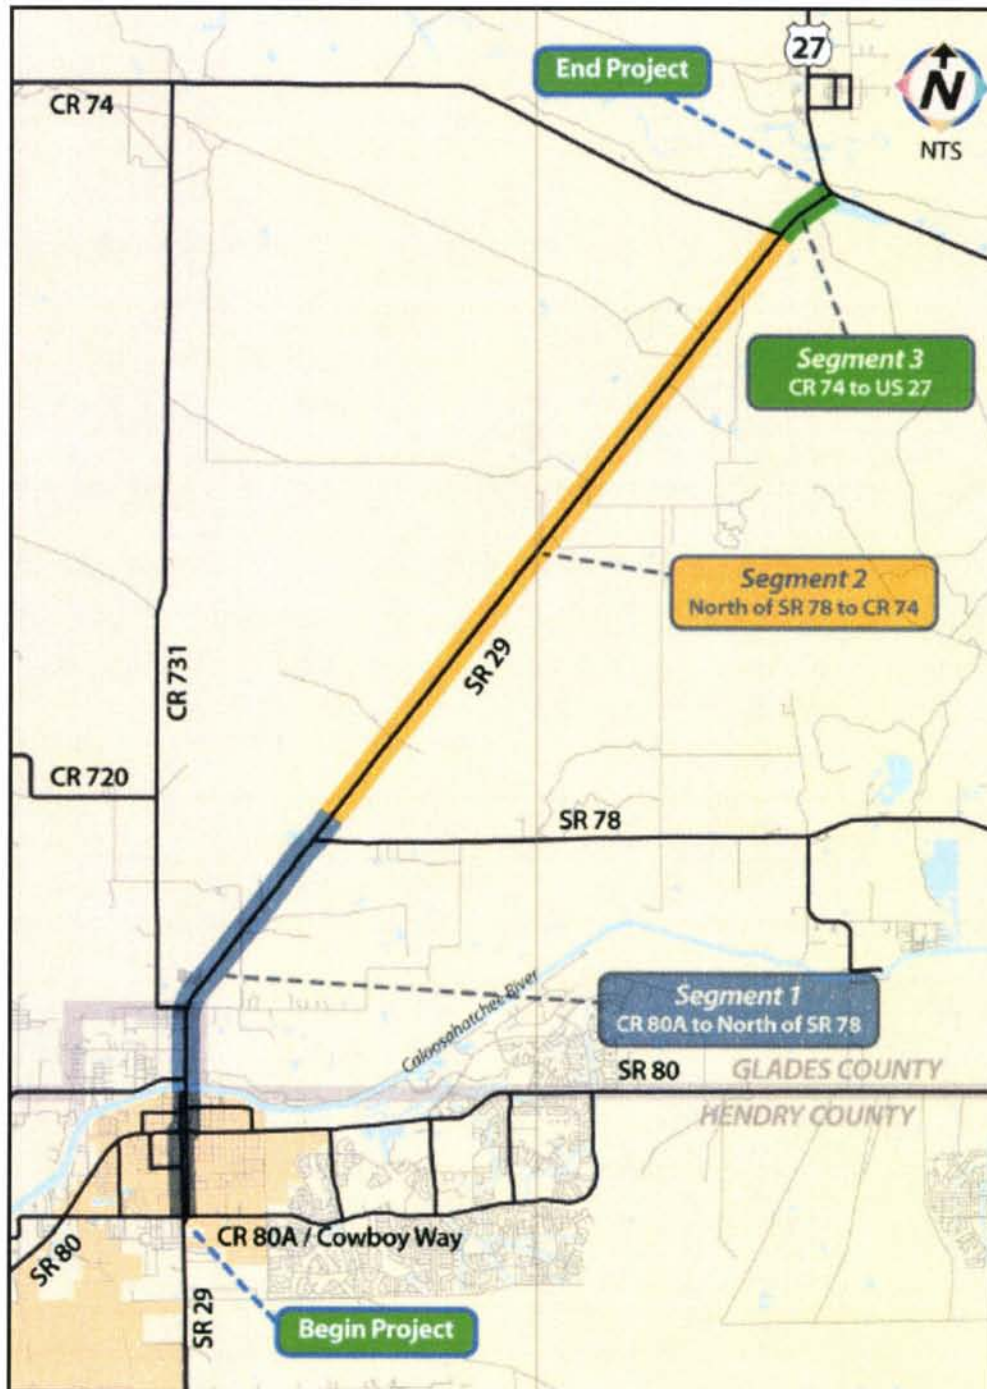 27
End Project
N
NTS
CR 74
Segment 3
CR 74 to US 27
Segment 2
North of SR 78 to CR 74
SR 29
CR 731
CR 720
SR 78
Segment 1
CR 80A to North of SR 78
Caloosahatchee River
SR 80
GLADES COUNTY
HENDRY COUNTY
CR 80A / Cowboy Way
SR 80
SR 29
Begin Project